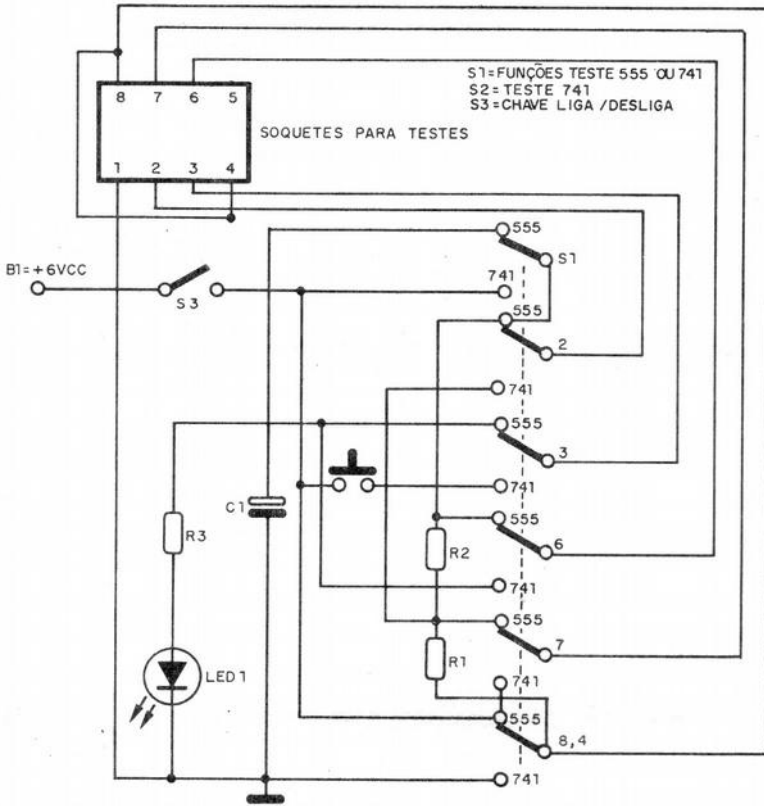 S1=FUNÇÕES TESTE 555 OU 741
S2=TESTE 741
S3=CHAVE LIGA/DESLIGA
8 7 6 5
SOQUETES PARA TESTES
1 2 3 4
555
S1
B1=+6VCC
S3
741
555
2
741
555
3
741
C1
555
R3
R2
6
741
555
7
R1
LED1
741
555
8,4
741